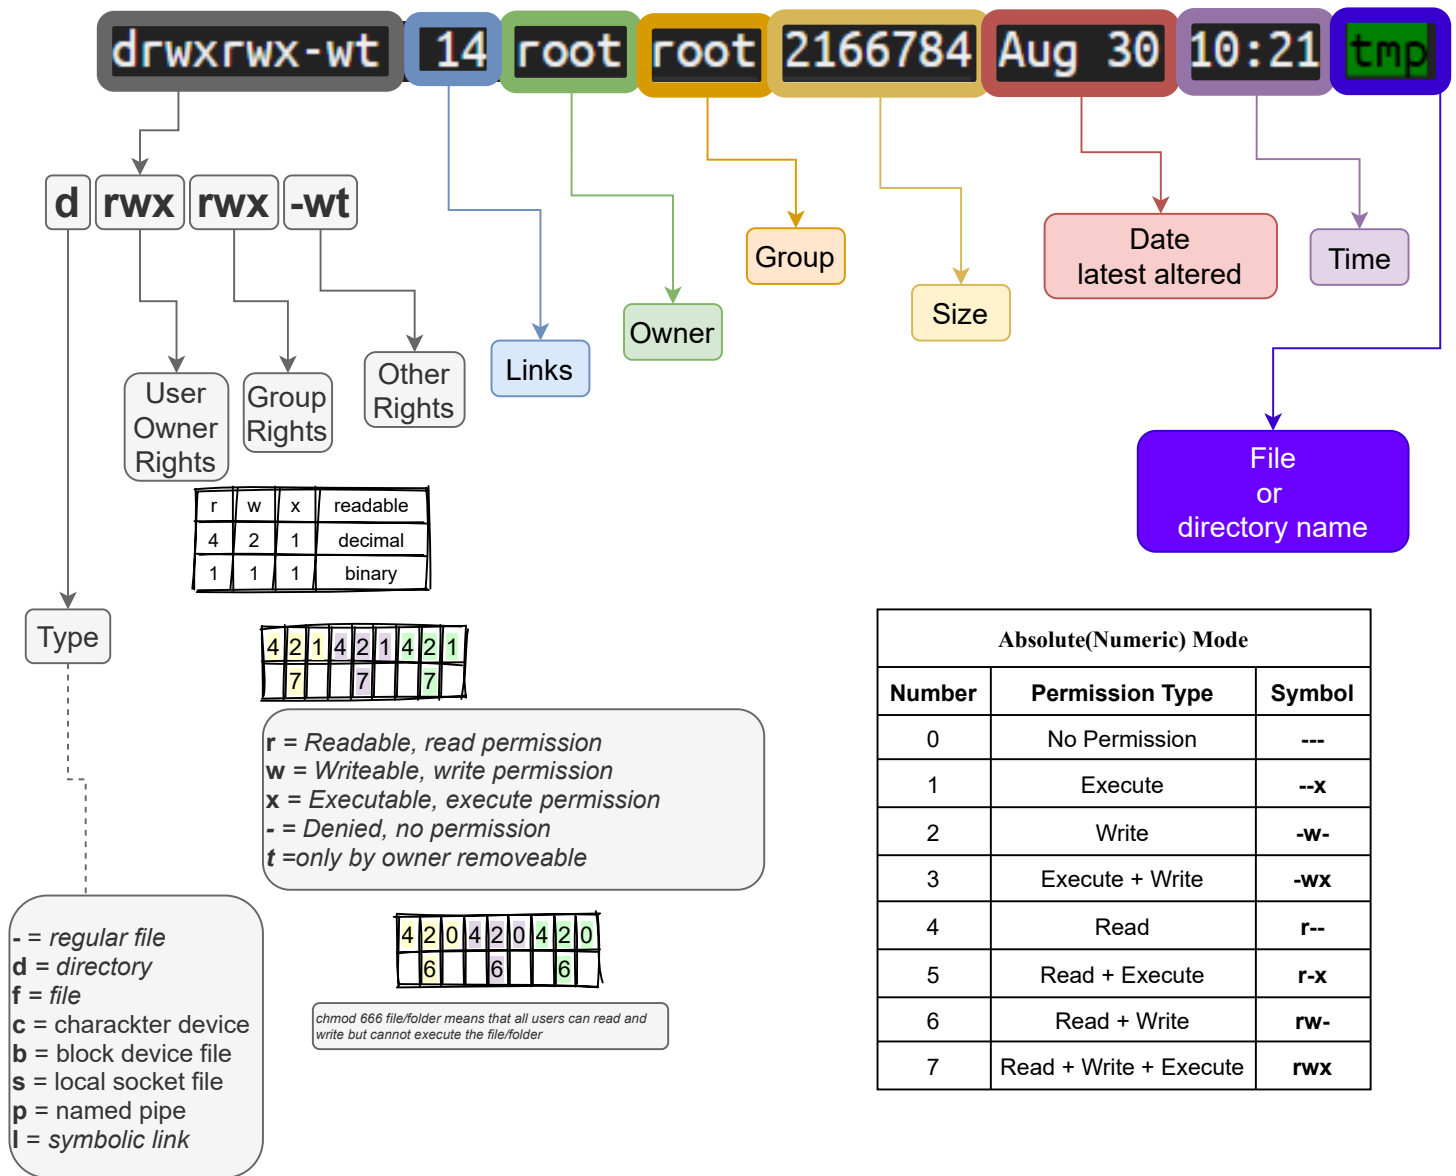 drwxrwx-wt 14 root root 2166784 Aug 30 10:21 tmp
d rwx rwx -wt
User
Owner
Rights
Group
Rights
Other
Rights
Links
Owner
Group
Size
Date
latest altered
Time
File
or
directory name
r w x readable
4 2 1 decimal
1 1 1 binary
Type
4 2 1 4 2 1 4 2 1
7 7 7
r = Readable, read permission
w = Writeable, write permission
x = Executable, execute permission
- = Denied, no permission
t =only by owner removeable
- = regular file
d = directory
f = file
c = charackter device
b = block device file
s = local socket file
p = named pipe
l = symbolic link
4 2 0 4 2 0 4 2 0
6 6 6
chmod 666 file/folder means that all users can read and
write but cannot execute the file/folder
Absolute(Numeric) Mode
Number Permission Type Symbol
0 No Permission ---
1 Execute --x
2 Write -w-
3 Execute + Write -wx
4 Read r--
5 Read + Execute r-x
6 Read + Write rw-
7 Read + Write + Execute rwx